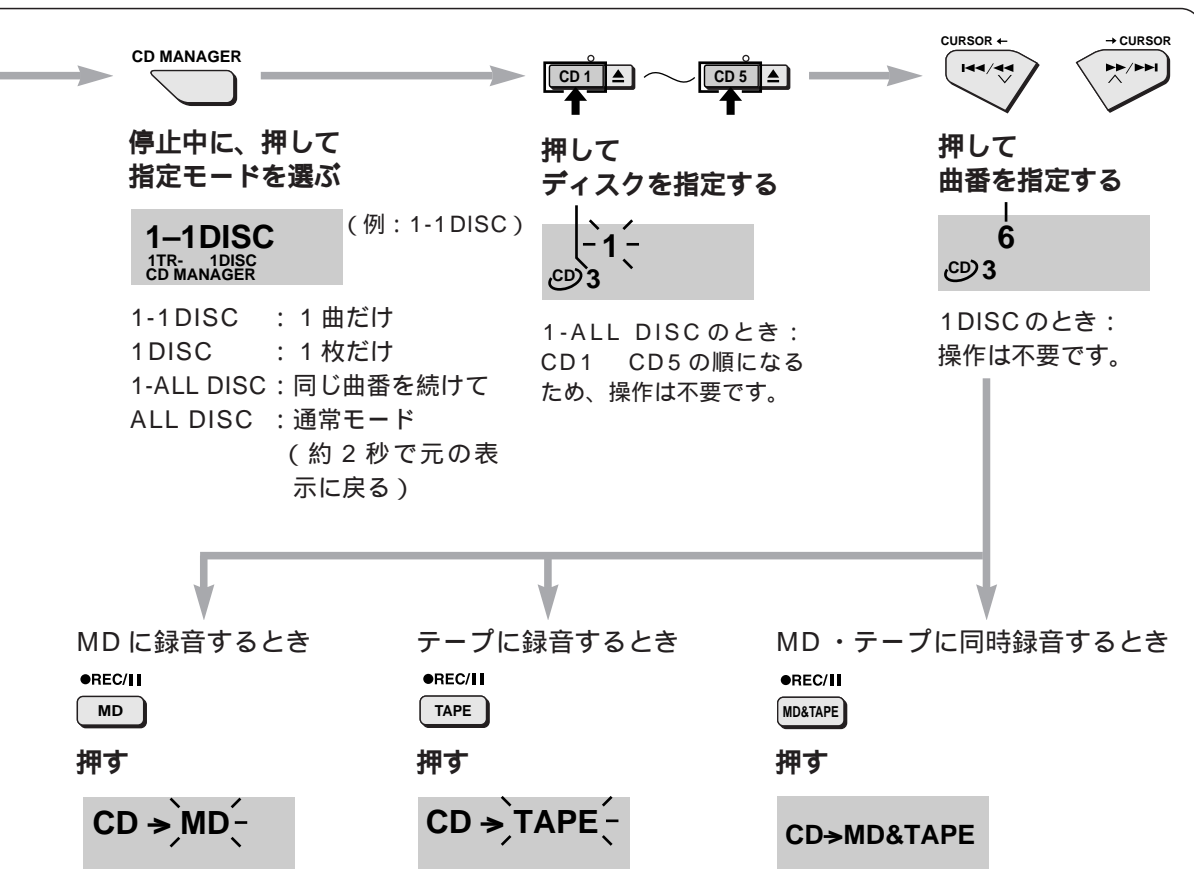 CD MANAGER
停止中に、押して
指定モードを選ぶ
1–1DISC
1TR- 1DISC
CD MANAGER
(例:1-1DISC)
1-1DISC :1曲だけ
1DISC :1枚だけ
1-ALL DISC:同じ曲番を続けて
ALL DISC :通常モード
(約2秒で元の表
示に戻る)
CD 1 ~ CD 5
押して
ディスクを指定する
1
CD 3
1-ALL DISCのとき:
CD1 CD5の順になる
ため、操作は不要です。
CURSOR ← → CURSOR
押して
曲番を指定する
6
CD 3
1DISCのとき:
操作は不要です。
MDに録音するとき
●REC/II
MD
押す
CD → MD
テープに録音するとき
●REC/II
TAPE
押す
CD → TAPE
MD・テープに同時録音するとき
●REC/II
MD&TAPE
押す
CD→MD&TAPE